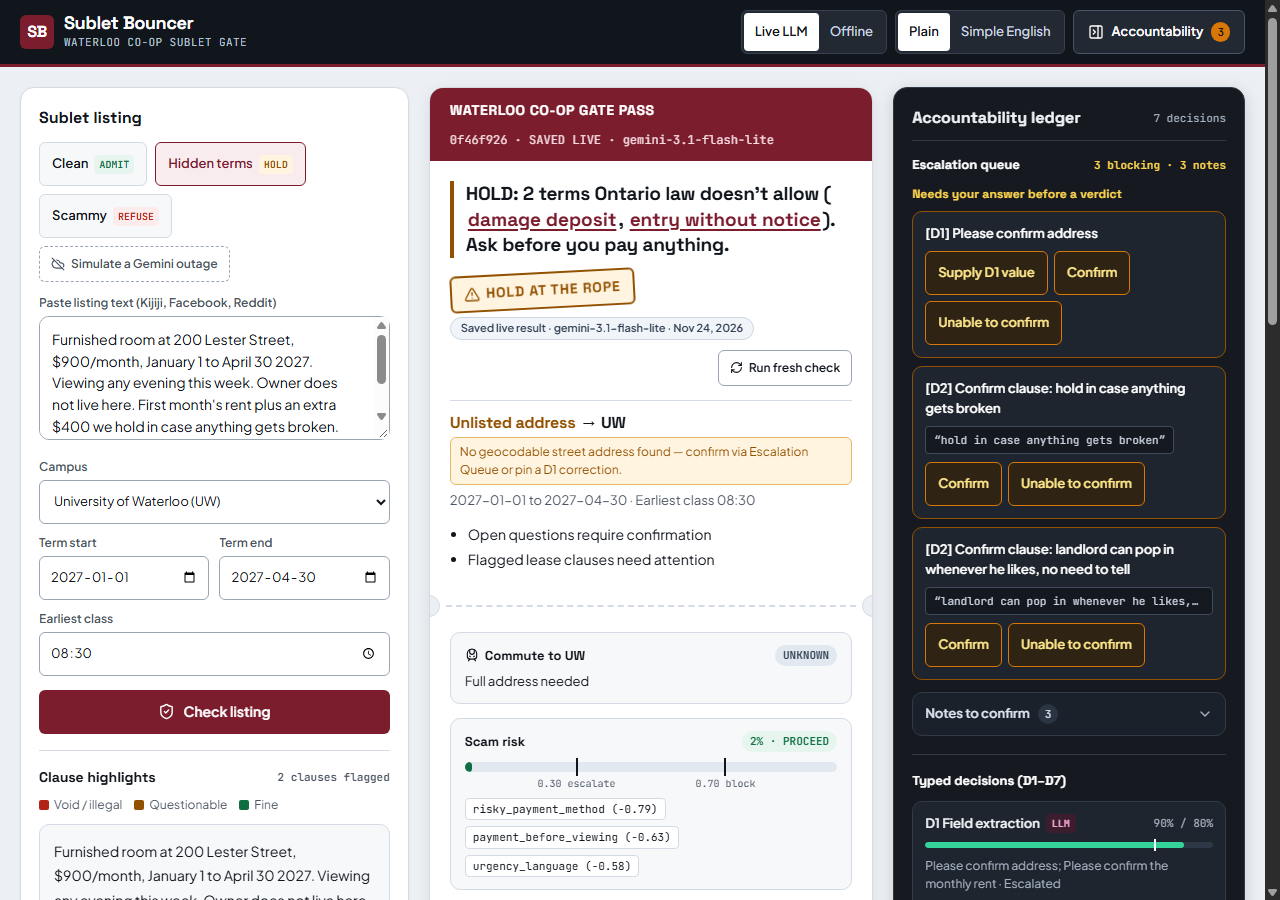 SB
Sublet Bouncer
WATERLOO CO-OP SUBLET GATE
Live LLM
Offline
Plain
Simple English
Accountability
3
Sublet listing
Clean ADMIT
Hidden terms HOLD
Scammy REFUSE
Simulate a Gemini outage
Paste listing text (Kijiji, Facebook, Reddit)
Furnished room at 200 Lester Street,
$900/month, January 1 to April 30 2027.
Viewing any evening this week. Owner does
not live here. First month's rent plus an extra
$400 we hold in case anything gets broken.
Campus
University of Waterloo (UW)
Term start
Term end
2027-01-01
2027-04-30
Earliest class
08:30
Check listing
Clause highlights
2 clauses flagged
Void / illegal
Questionable
Fine
Furnished room at 200 Lester Street,
$900/month, January 1 to April 30 2027. Viewing
any evening this week. Owner does not live here.
WATERLOO CO-OP GATE PASS
0f46f926 · SAVED LIVE · gemini-3.1-flash-lite
HOLD: 2 terms Ontario law doesn't allow (
damage deposit, entry without notice).
Ask before you pay anything.
HOLD AT THE ROPE
Saved live result · gemini-3.1-flash-lite · Nov 24, 2026
Run fresh check
Unlisted address → UW
No geocodable street address found — confirm via Escalation
Queue or pin a D1 correction.
2027-01-01 to 2027-04-30 · Earliest class 08:30
• Open questions require confirmation
• Flagged lease clauses need attention
Commute to UW
UNKNOWN
Full address needed
Scam risk
2% · PROCEED
0.30 escalate
0.70 block
risky_payment_method (-0.79)
payment_before_viewing (-0.63)
urgency_language (-0.58)
Accountability ledger
7 decisions
Escalation queue
3 blocking · 3 notes
Needs your answer before a verdict
[D1] Please confirm address
Supply D1 value
Confirm
Unable to confirm
[D2] Confirm clause: hold in case anything
gets broken
“hold in case anything gets broken”
Confirm
Unable to confirm
[D2] Confirm clause: landlord can pop in
whenever he likes, no need to tell
“landlord can pop in whenever he likes,…
Confirm
Unable to confirm
Notes to confirm 3
Typed decisions (D1–D7)
D1 Field extraction LLM
90% / 80%
Please confirm address; Please confirm the
monthly rent · Escalated